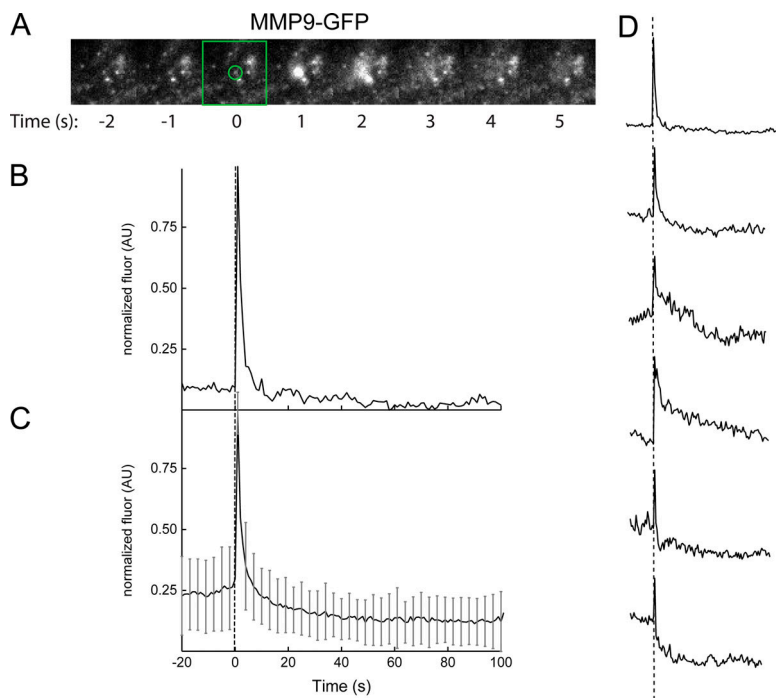 A
MMP9-GFP
D
Time (s): -2 -1 0 1 2 3 4 5
B
0.75
0.50
0.25
normalized fluor (AU)
C
0.75
0.50
0.25
normalized fluor (AU)
-20 0 20 40 60 80 100
Time (s)